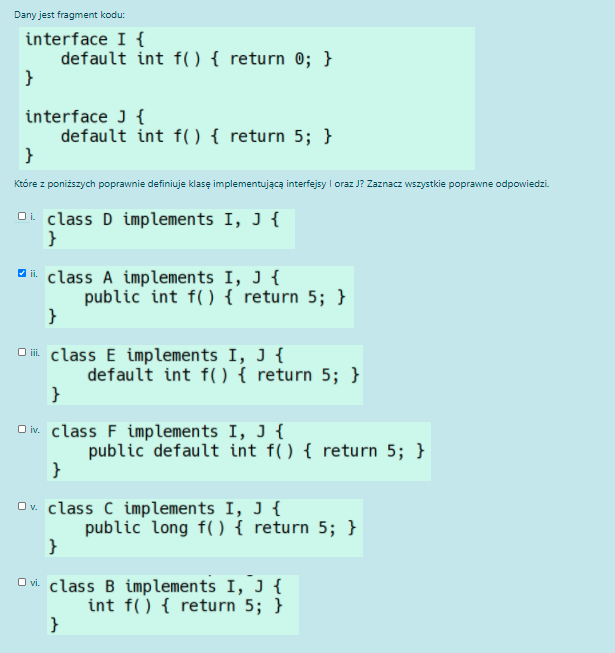 Dany jest fragment kodu:
interface I {
    default int f() { return 0; }
}
interface J {
    default int f() { return 5; }
}
Które z poniższych poprawnie definiuje klasę implementującą interfejsy I oraz J? Zaznacz wszystkie poprawne odpowiedzi.
i. class D implements I, J {
}
ii. class A implements I, J {
    public int f() { return 5; }
}
iii. class E implements I, J {
    default int f() { return 5; }
}
iv. class F implements I, J {
    public default int f() { return 5; }
}
v. class C implements I, J {
    public long f() { return 5; }
}
vi. class B implements I, J {
    int f() { return 5; }
}